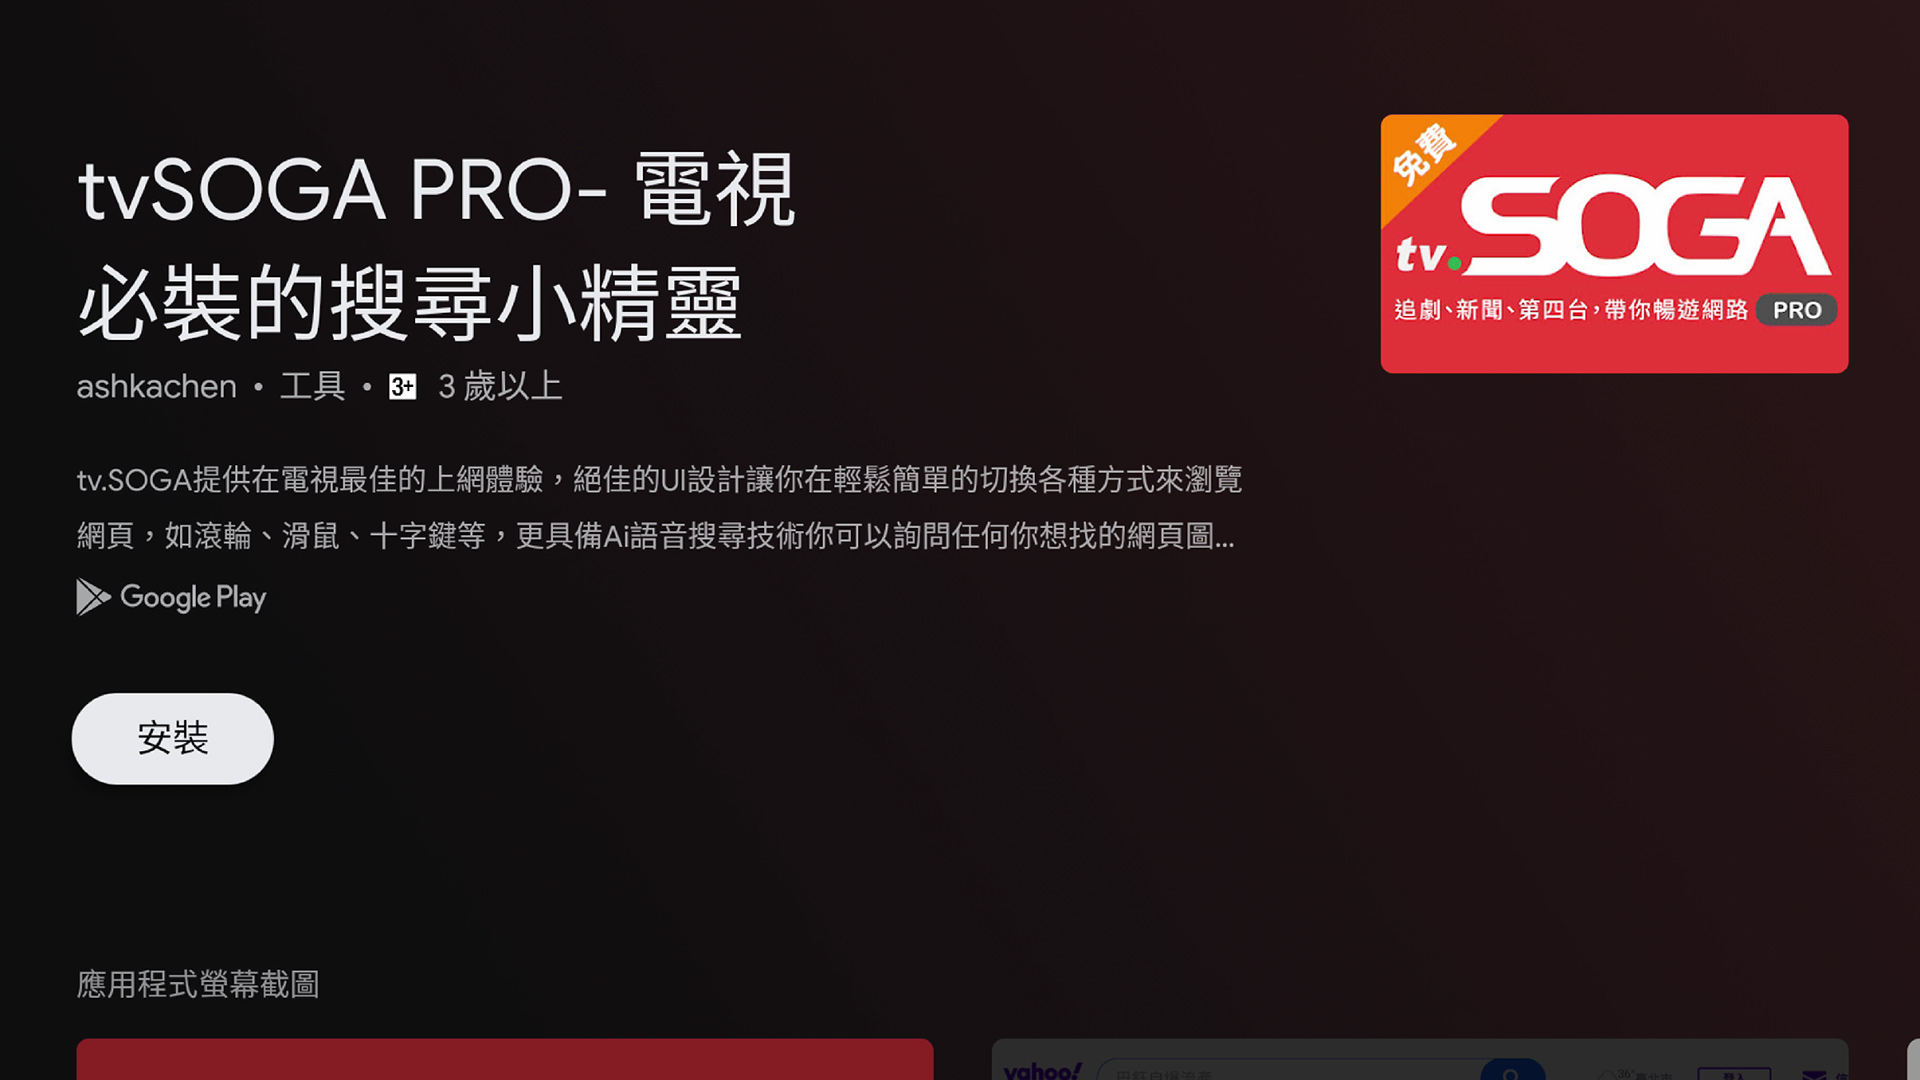 tvSOGA PRO- 電視
必裝的搜尋小精靈
ashkachen • 工具 • 3+ 3 歲以上
tv.SOGA提供在電視最佳的上網體驗，絕佳的UI設計讓你在輕鬆簡單的切換各種方式來瀏覽
網頁，如滾輪、滑鼠、十字鍵等，更具備Ai語音搜尋技術你可以詢問任何你想找的網頁圖...
Google Play
安裝
免費
tv.SOGA
追劇、新聞、第四台，帶你暢遊網路 PRO
應用程式螢幕截圖
yahoo!
36°
登入